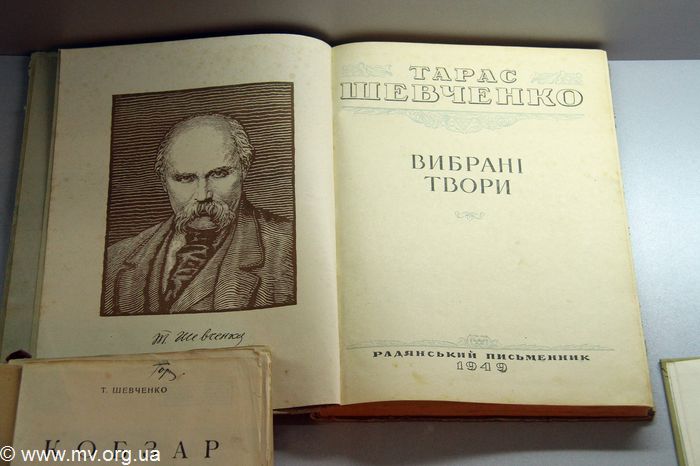 ТАРАС
ШЕВЧЕНКО
ВИБРАНІ
ТВОРИ
РАДЯНСЬКИЙ ПИСЬМЕННИК
1949
Т. Шевченко
Т. ШЕВЧЕНКО
КОБЗАР
© www.mv.org.ua